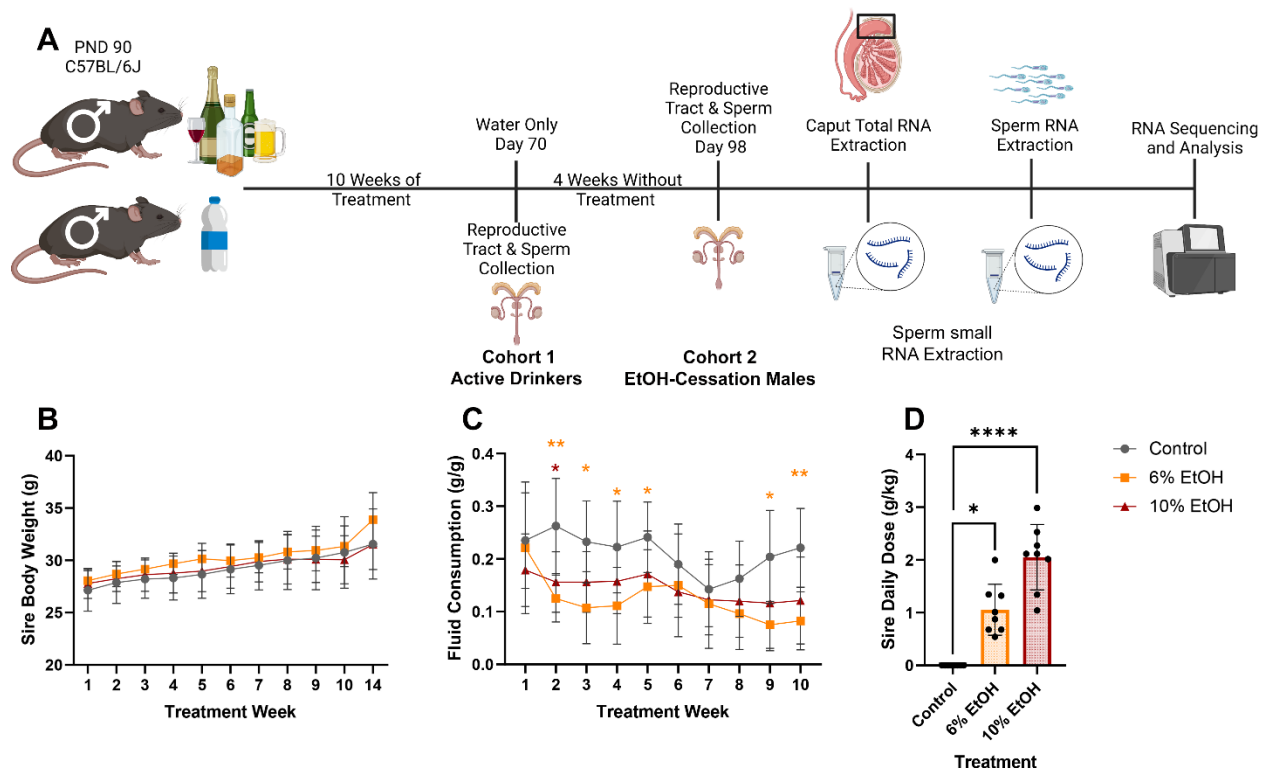 A
PND 90
C57BL/6J
10 Weeks of
Treatment
Water Only
Day 70
Reproductive
Tract & Sperm
Collection
Cohort 1
Active Drinkers
4 Weeks Without
Treatment
Reproductive
Tract & Sperm
Collection
Day 98
Cohort 2
EtOH-Cessation Males
Caput Total RNA
Extraction
Sperm RNA
Extraction
Sperm small
RNA Extraction
RNA Sequencing
and Analysis
B
Sire Body Weight (g)
40
35
30
25
20
1 2 3 4 5 6 7 8 9 10 14
Treatment Week
C
Fluid Consumption (g/g)
0.4
0.3
0.2
0.1
0.0
** * * * * **
*
1 2 3 4 5 6 7 8 9 10
Treatment Week
D
Sire Daily Dose (g/kg)
4
3
2
1
0
****
*
Control
6% EtOH
10% EtOH
Treatment
Control
6% EtOH
10% EtOH